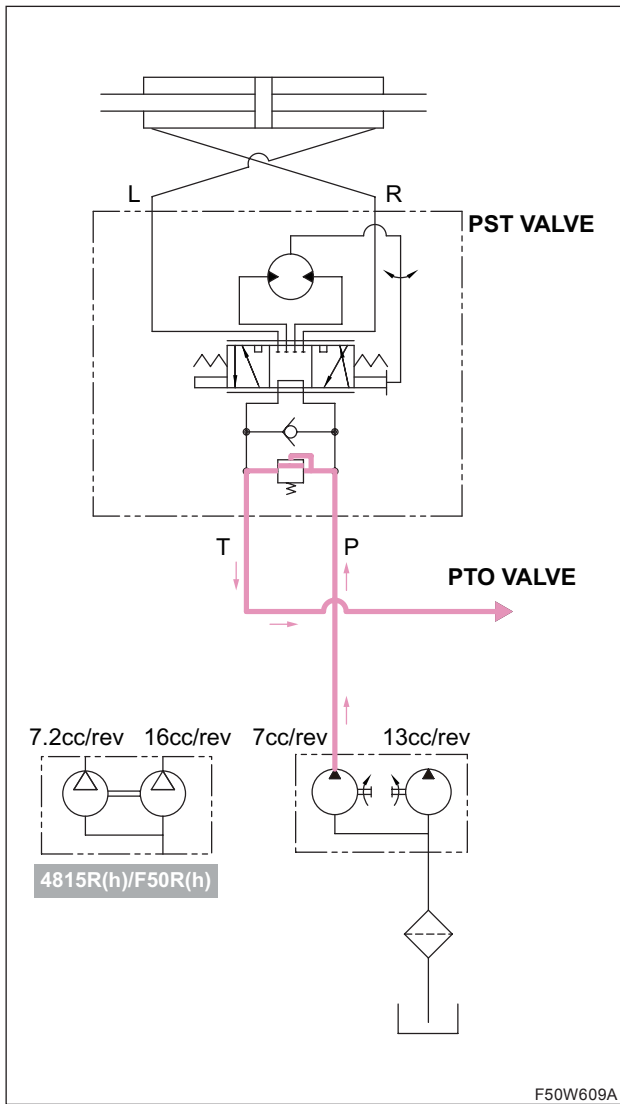 L R
PST VALVE
T P
PTO VALVE
7.2cc/rev 16cc/rev 7cc/rev 13cc/rev
4815R(h)/F50R(h)
F50W609A